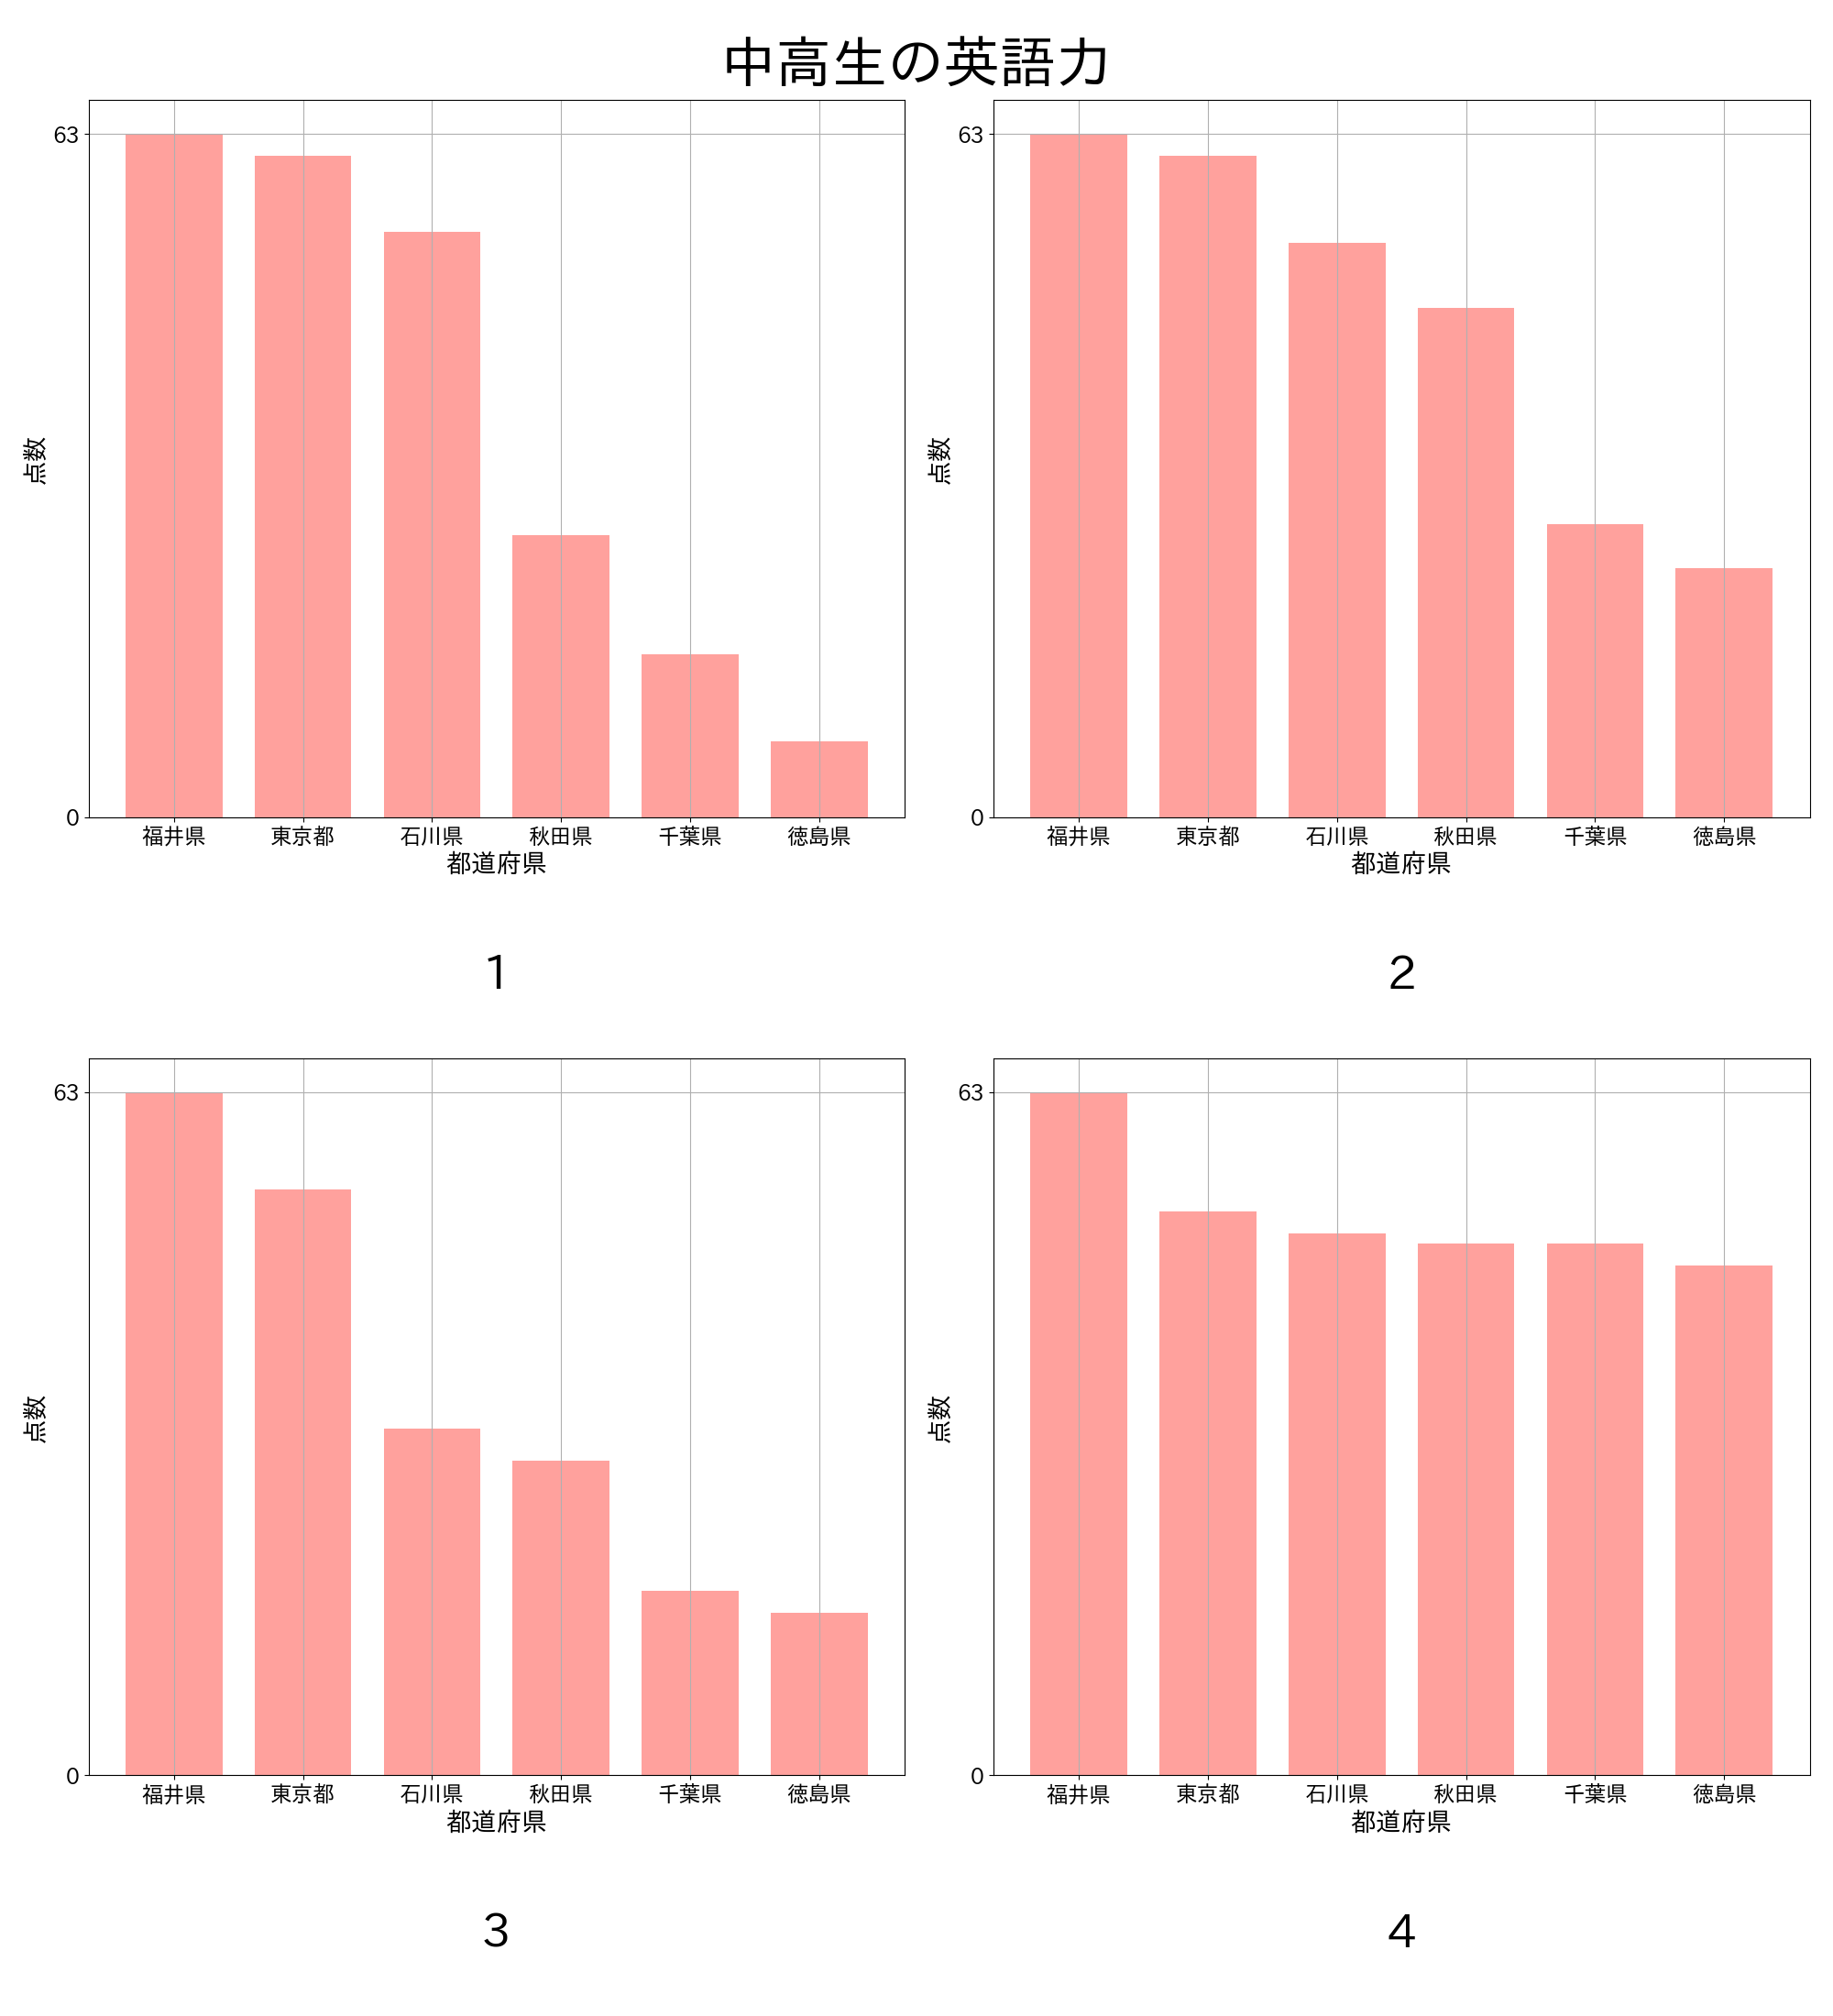 中高生の英語力
63
点数
0
福井県 東京都 石川県 秋田県 千葉県 徳島県
都道府県
1
63
点数
0
福井県 東京都 石川県 秋田県 千葉県 徳島県
都道府県
2
63
点数
0
福井県 東京都 石川県 秋田県 千葉県 徳島県
都道府県
3
63
点数
0
福井県 東京都 石川県 秋田県 千葉県 徳島県
都道府県
4